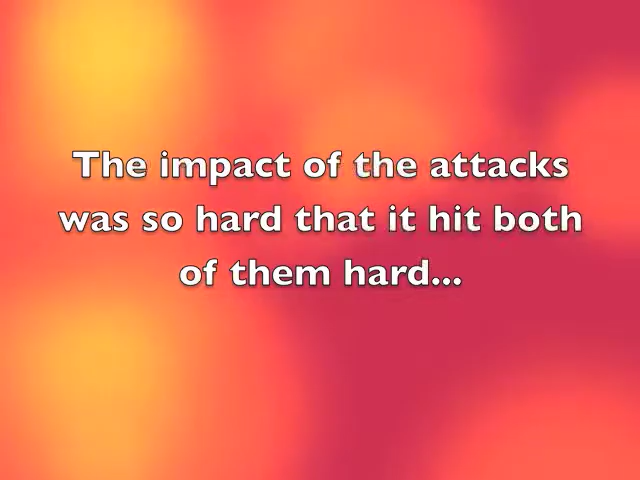 The impact of the attacks
was so hard that it hit both
of them hard...